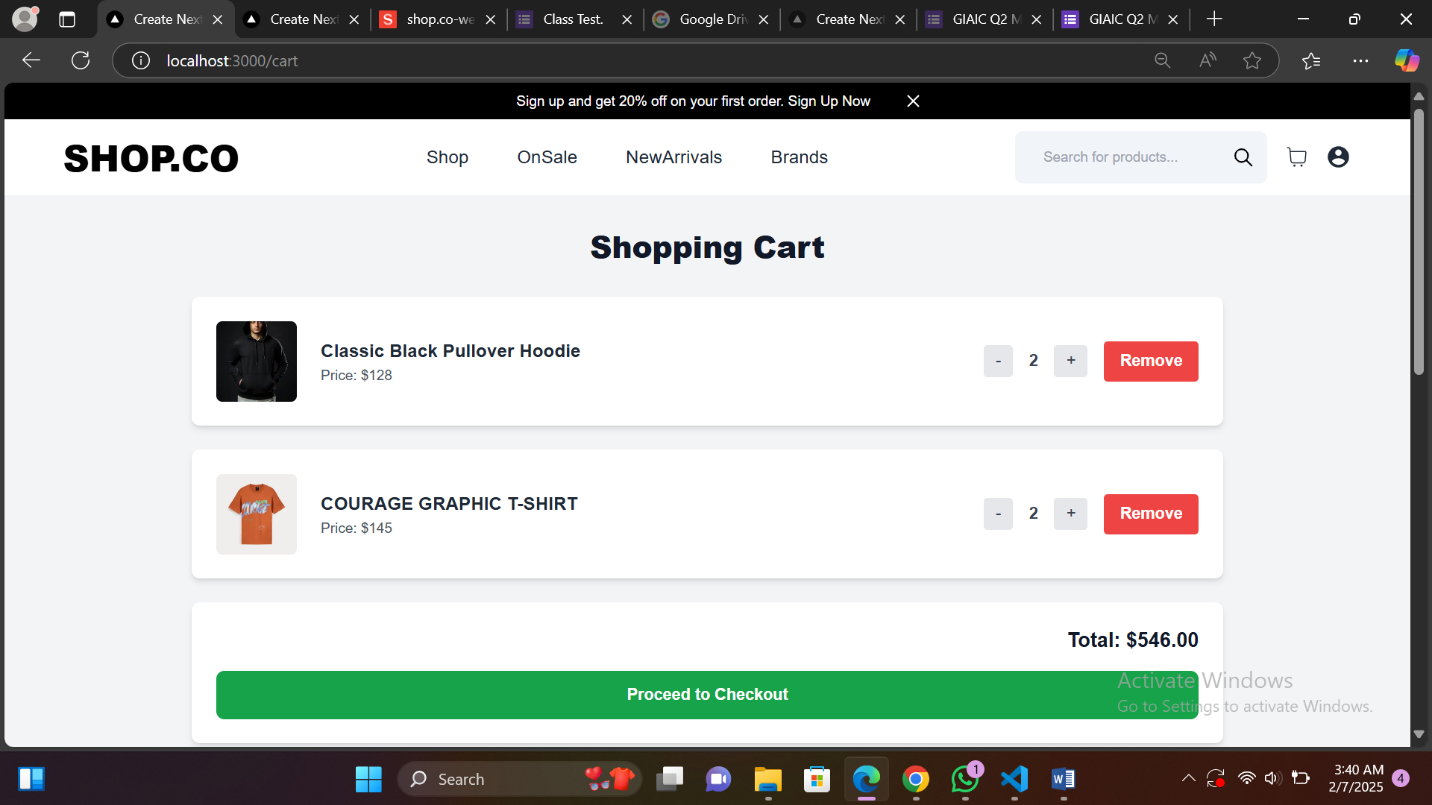 Create Next
Create Next
shop.co-we
Class Test.
Google Driv
Create Next
GIAIC Q2 M
GIAIC Q2 M
localhost:3000/cart
Sign up and get 20% off on your first order. Sign Up Now
SHOP.CO
Shop
OnSale
NewArrivals
Brands
Search for products...
Shopping Cart
Classic Black Pullover Hoodie
Price: $128
- 2 + Remove
COURAGE GRAPHIC T-SHIRT
Price: $145
- 2 + Remove
Total: $546.00
Proceed to Checkout
Activate Windows
Go to Settings to activate Windows.
Search
1
3:40 AM
2/7/2025
4